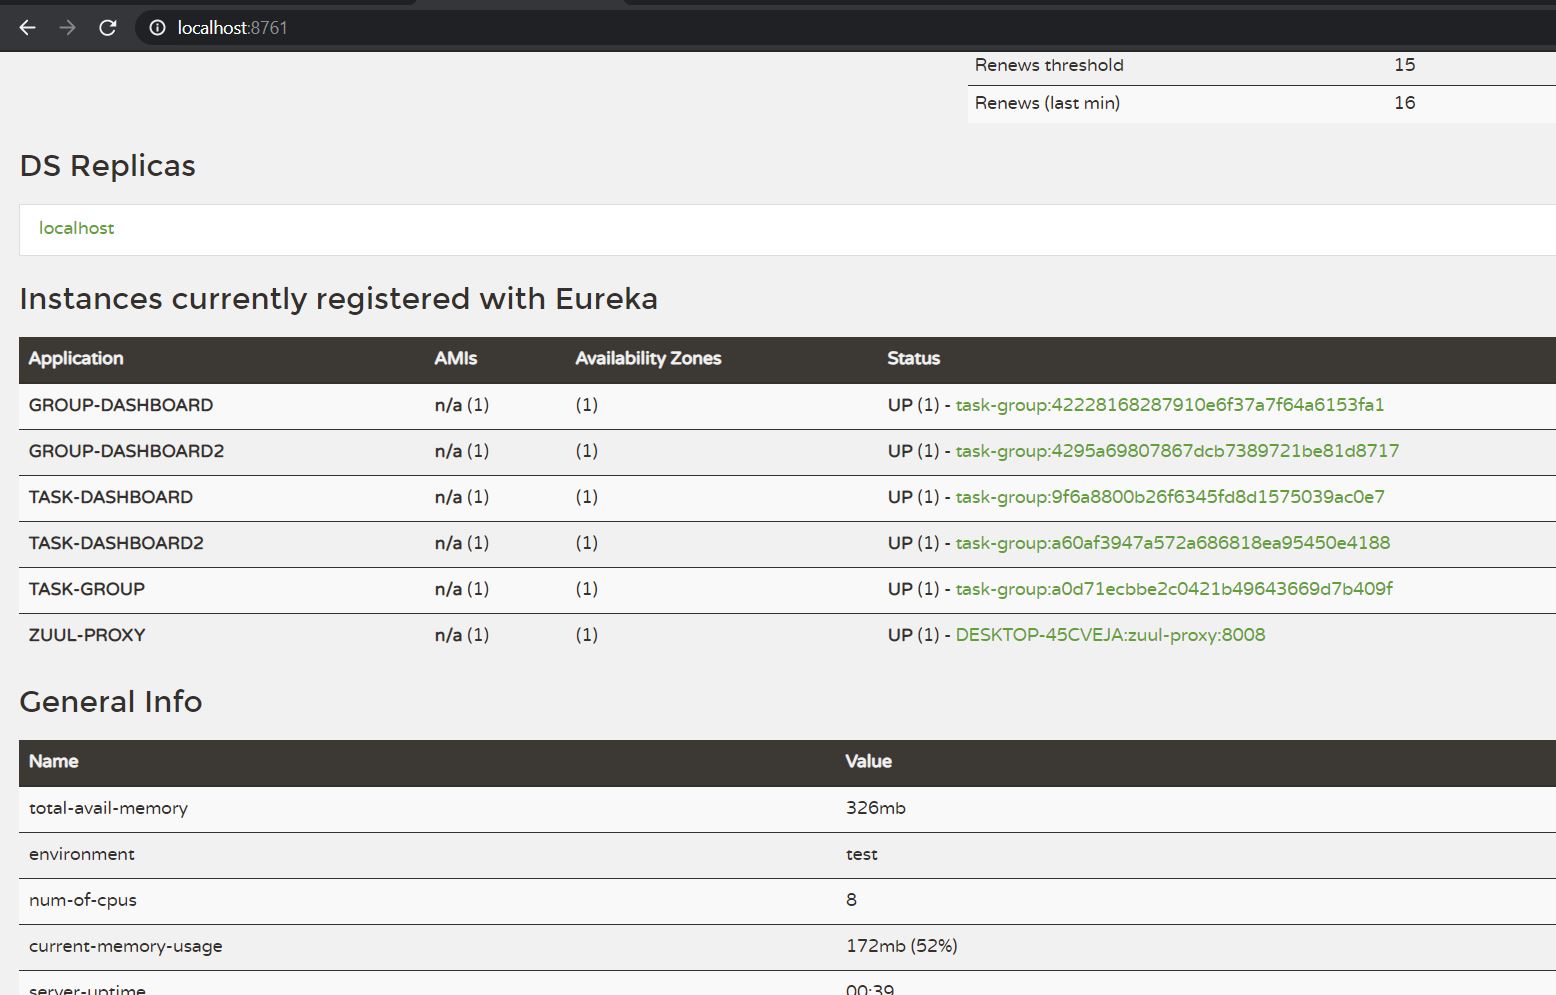 localhost:8761
Renews threshold 15
Renews (last min) 16
DS Replicas
localhost
Instances currently registered with Eureka
Application AMIs Availability Zones Status
GROUP-DASHBOARD n/a (1) (1) UP (1) - task-group:42228168287910e6f37a7f64a6153fa1
GROUP-DASHBOARD2 n/a (1) (1) UP (1) - task-group:4295a69807867dcb7389721be81d8717
TASK-DASHBOARD n/a (1) (1) UP (1) - task-group:9f6a8800b26f6345fd8d1575039ac0e7
TASK-DASHBOARD2 n/a (1) (1) UP (1) - task-group:a60af3947a572a686818ea95450e4188
TASK-GROUP n/a (1) (1) UP (1) - task-group:a0d71ecbbe2c0421b49643669d7b409f
ZUUL-PROXY n/a (1) (1) UP (1) - DESKTOP-45CVEJA:zuul-proxy:8008
General Info
Name Value
total-avail-memory 326mb
environment test
num-of-cpus 8
current-memory-usage 172mb (52%)
server-uptime 00:39